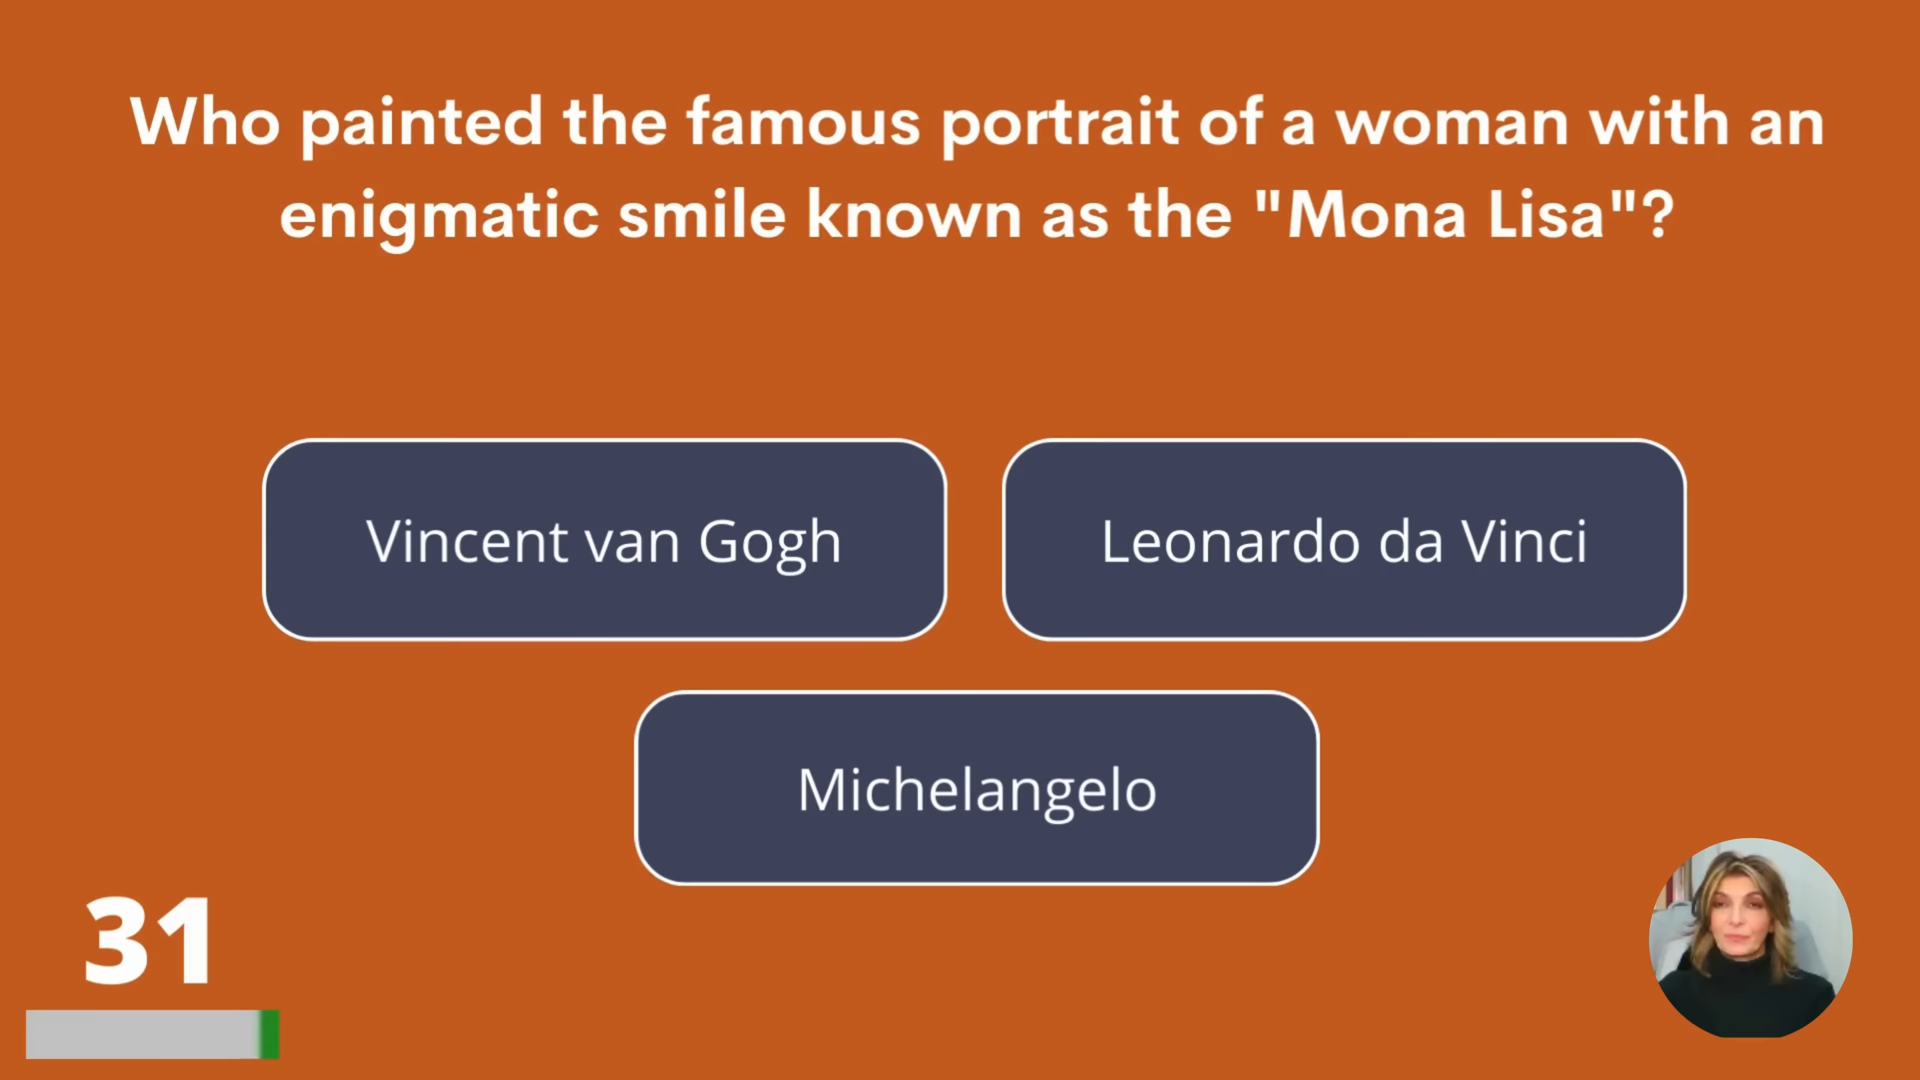 Who painted the famous portrait of a woman with an
enigmatic smile known as the "Mona Lisa"?
Vincent van Gogh
Leonardo da Vinci
Michelangelo
31